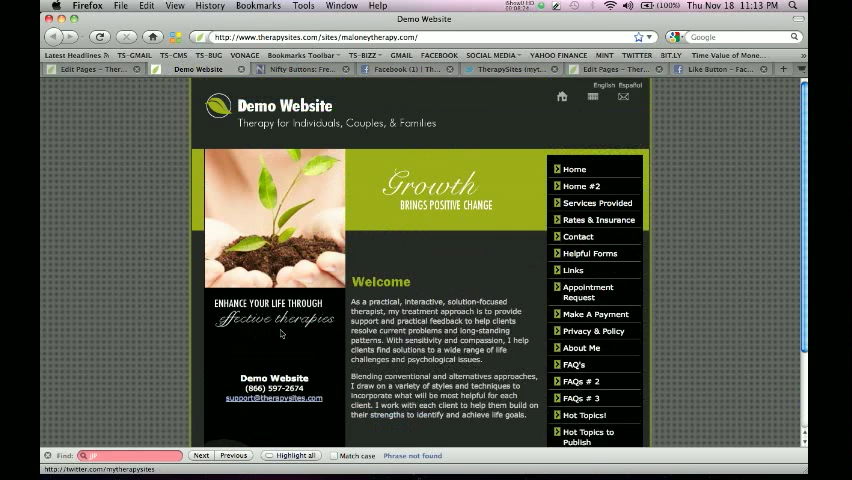 Firefox File Edit View History Bookmarks Tools Window Help
(100%) Thu Nov 18 11:13 PM
Demo Website
http://www.therapysites.com/sites/maloneytherapy.com/
Google
Latest Headlines TS-GMAIL TS-CMS TS-BUG VONAGE Bookmarks Toolbar TS-BIZZ GMAIL FACEBOOK SOCIAL MEDIA YAHOO FINANCE MINT TWITTER BIT.LY Time Value of Money...
Edit Pages – Ther... Demo Website Nifty Buttons: Fre... Facebook (1) | Th... TherapySites (myt... Edit Pages – Ther... Like Button – Fac...
English Español
Demo Website
Therapy for Individuals, Couples, & Families
Growth
BRINGS POSITIVE CHANGE
Home
Home #2
Services Provided
Rates & Insurance
Contact
Helpful Forms
Links
Appointment
Request
Make A Payment
Privacy & Policy
About Me
FAQ's
FAQs # 2
FAQs # 3
Hot Topics!
Hot Topics to
Publish
ENHANCE YOUR LIFE THROUGH
effective therapies
Demo Website
(866) 597-2674
support@therapysites.com
Welcome
As a practical, interactive, solution-focused
therapist, my treatment approach is to provide
support and practical feedback to help clients
resolve current problems and long-standing
patterns. With sensitivity and compassion, I help
clients find solutions to a wide range of life
challenges and psychological issues.
Blending conventional and alternatives approaches,
I draw on a variety of styles and techniques to
incorporate what will be most helpful for each
client. I work with each client to help them build on
their strengths to identify and achieve life goals.
Find: Next Previous Highlight all Match case Phrase not found
http://twitter.com/mytherapysites